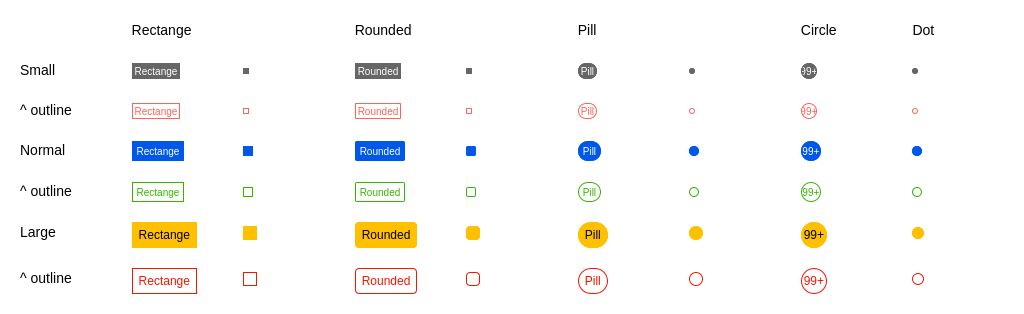 Rectange Rounded Pill Circle Dot
Small Rectange Rounded Pill 99+
^ outline Rectange Rounded Pill 99+
Normal Rectange Rounded Pill 99+
^ outline Rectange Rounded Pill 99+
Large Rectange Rounded Pill 99+
^ outline Rectange Rounded Pill 99+